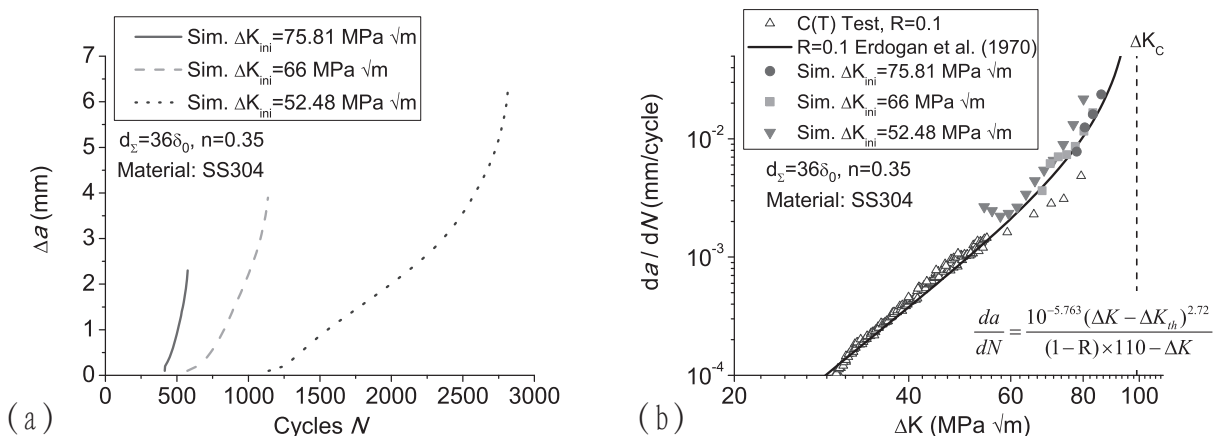 Sim. ΔK_ini=75.81 MPa √m
Sim. ΔK_ini=66 MPa √m
Sim. ΔK_ini=52.48 MPa √m
d_Σ=36δ_0, n=0.35
Material: SS304
7
6
5
4
3
2
1
0
Δa (mm)
0
500
1000
1500
2000
2500
3000
Cycles N
(a)
C(T) Test, R=0.1
R=0.1 Erdogan et al. (1970)
Sim. ΔK_ini=75.81 MPa √m
Sim. ΔK_ini=66 MPa √m
Sim. ΔK_ini=52.48 MPa √m
d_Σ=36δ_0, n=0.35
Material: SS304
ΔK_C
10^-2
10^-3
10^-4
da / dN (mm/cycle)
da/dN = 10^{-5.763}(ΔK − ΔK_th)^{2.72} / ((1−R)×110−ΔK)
20
40
60
80
100
ΔK (MPa √m)
(b)